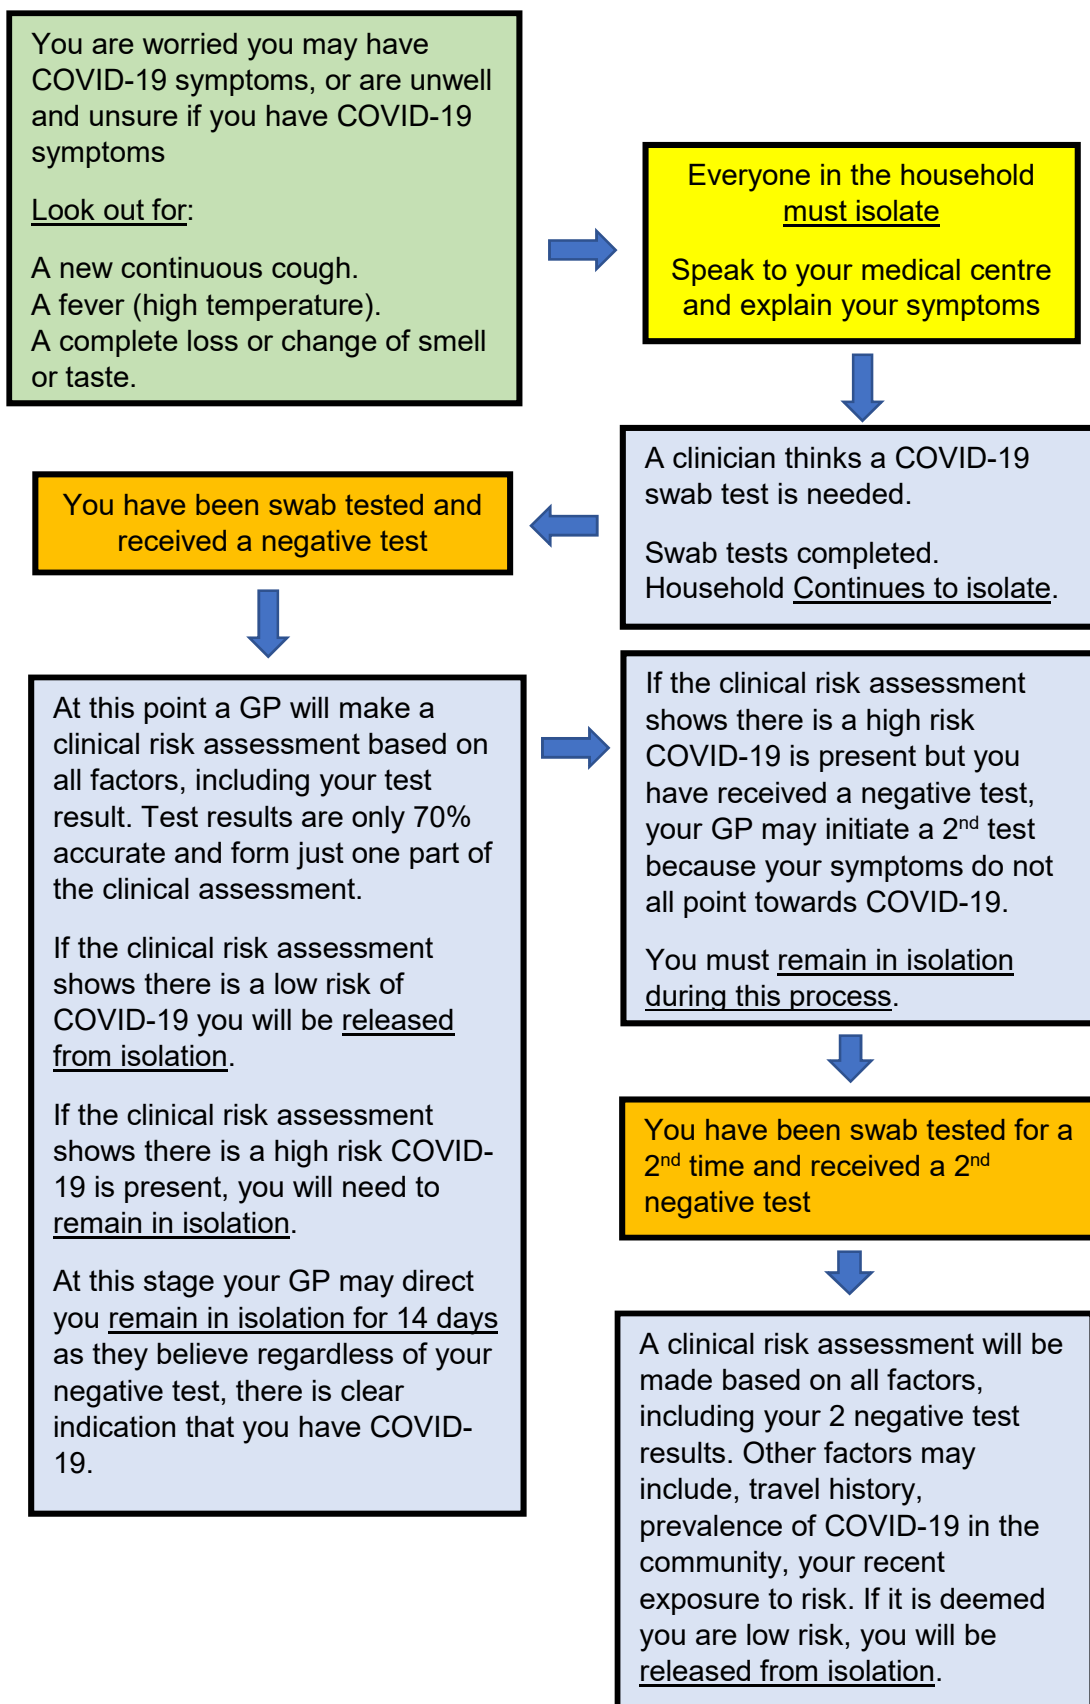 You are worried you may have
COVID-19 symptoms, or are unwell
and unsure if you have COVID-19
symptoms
Look out for:
A new continuous cough.
A fever (high temperature).
A complete loss or change of smell
or taste.
Everyone in the household
must isolate
Speak to your medical centre
and explain your symptoms
A clinician thinks a COVID-19
swab test is needed.
Swab tests completed.
Household Continues to isolate.
You have been swab tested and
received a negative test
At this point a GP will make a
clinical risk assessment based on
all factors, including your test
result. Test results are only 70%
accurate and form just one part of
the clinical assessment.
If the clinical risk assessment
shows there is a low risk of
COVID-19 you will be released
from isolation.
If the clinical risk assessment
shows there is a high risk COVID-
19 is present, you will need to
remain in isolation.
At this stage your GP may direct
you remain in isolation for 14 days
as they believe regardless of your
negative test, there is clear
indication that you have COVID-
19.
If the clinical risk assessment
shows there is a high risk
COVID-19 is present but you
have received a negative test,
your GP may initiate a 2nd test
because your symptoms do not
all point towards COVID-19.
You must remain in isolation
during this process.
You have been swab tested for a
2nd time and received a 2nd
negative test
A clinical risk assessment will be
made based on all factors,
including your 2 negative test
results. Other factors may
include, travel history,
prevalence of COVID-19 in the
community, your recent
exposure to risk. If it is deemed
you are low risk, you will be
released from isolation.